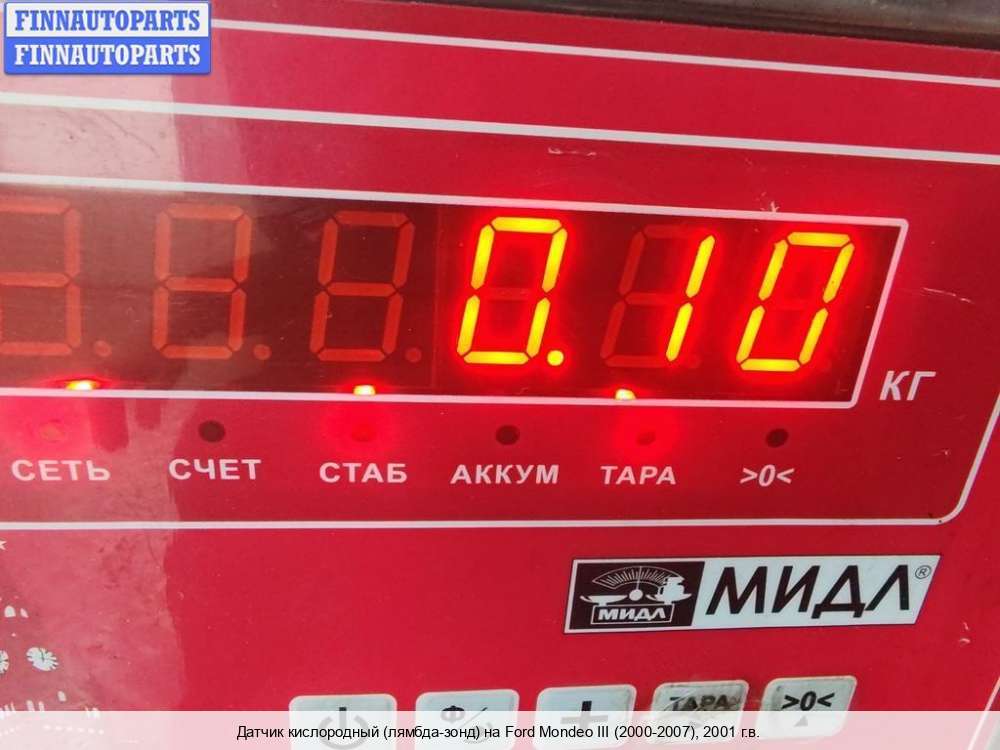 FINNAUTOPARTS
FINNAUTOPARTS
0.10
КГ
СЕТЬ СЧЕТ СТАБ АККУМ ТАРА >0<
МИДЛ МИДЛ®
ТАРА >0<
Датчик кислородный (лямбда-зонд) на Ford Mondeo III (2000-2007), 2001 г.в.